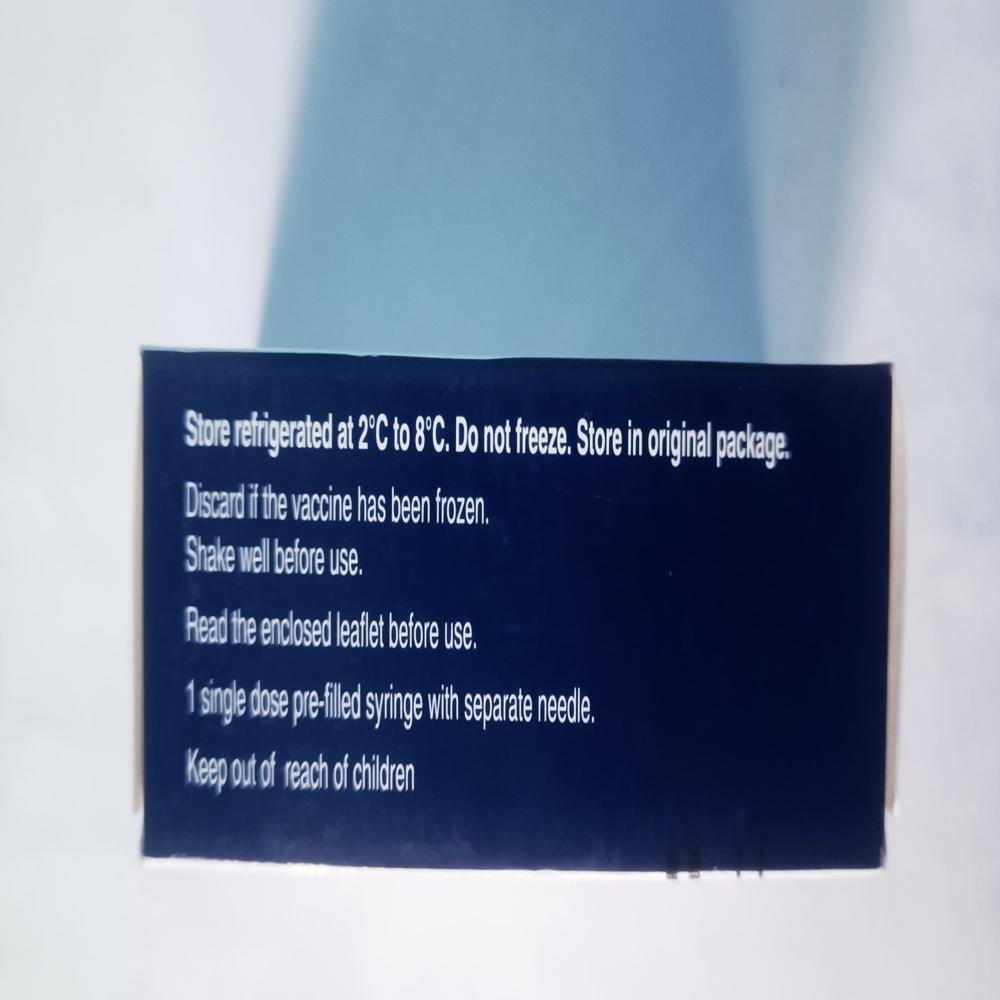 Store refrigerated at 2°C to 8°C. Do not freeze. Store in original package.
Discard if the vaccine has been frozen.
Shake well before use.
Read the enclosed leaflet before use.
1 single dose pre-filled syringe with separate needle.
Keep out of reach of children